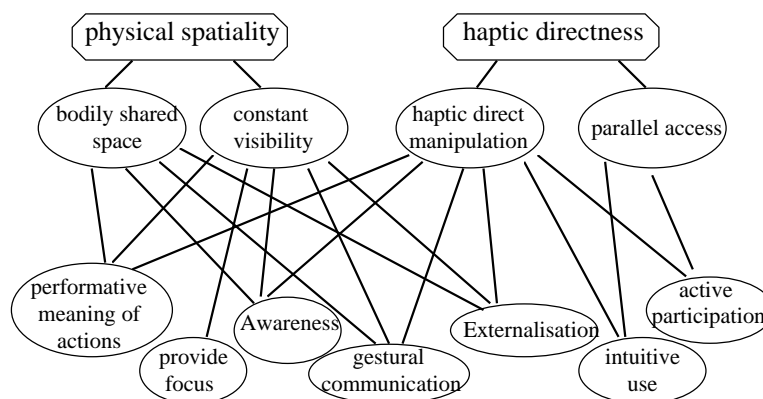 physical spatiality
haptic directness
bodily shared
space
constant
visibility
haptic direct
manipulation
parallel access
performative
meaning of
actions
provide
focus
Awareness
gestural
communication
Externalisation
intuitive
use
active
participation